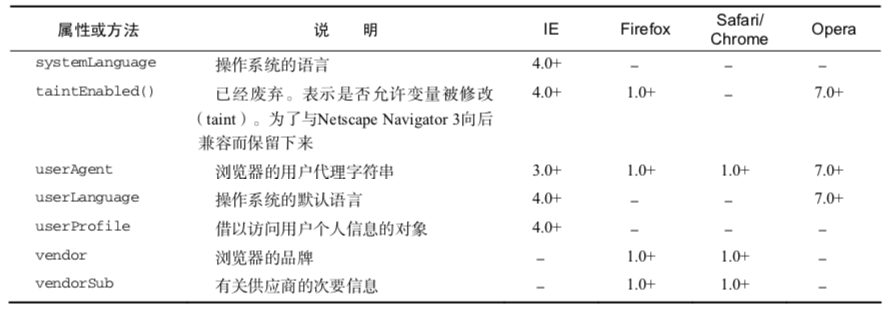 属性或方法 说 明 IE Firefox Safari/Chrome Opera
systemLanguage 操作系统的语言 4.0+ – – –
taintEnabled() 已经废弃。表示是否允许变量被修改 4.0+ 1.0+ – 7.0+
（taint）。为了与Netscape Navigator 3向后
兼容而保留下来
userAgent 浏览器的用户代理字符串 3.0+ 1.0+ 1.0+ 7.0+
userLanguage 操作系统的默认语言 4.0+ – – 7.0+
userProfile 借以访问用户个人信息的对象 4.0+ – – –
vendor 浏览器的品牌 – 1.0+ 1.0+ –
vendorSub 有关供应商的次要信息 – 1.0+ 1.0+ –